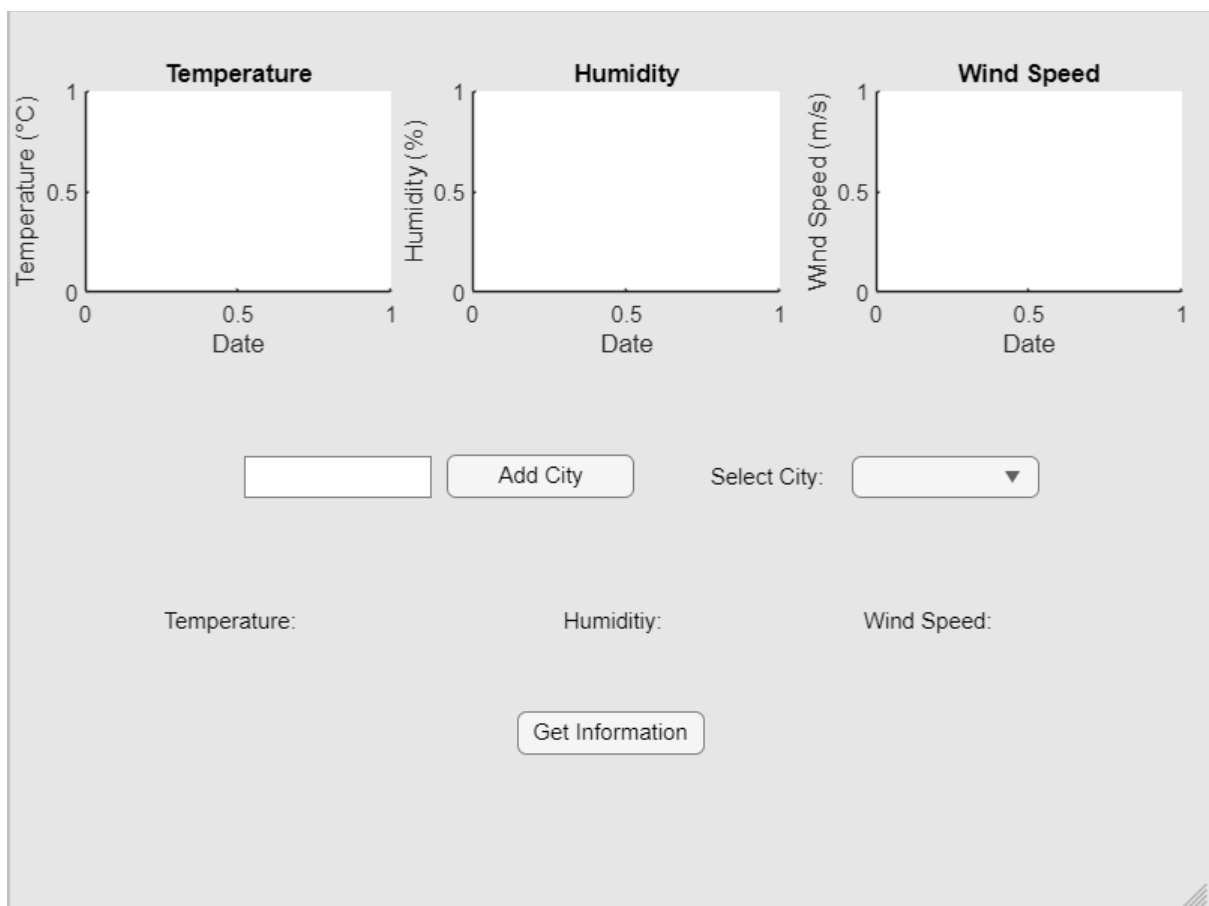 Temperature
Humidity
Wind Speed
Temperature (°C)
1
0.5
0
0
0.5
1
Date
Humidity (%)
1
0.5
0
0
0.5
1
Date
Wind Speed (m/s)
1
0.5
0
0
0.5
1
Date
Add City
Select City:
Temperature:
Humiditiy:
Wind Speed:
Get Information